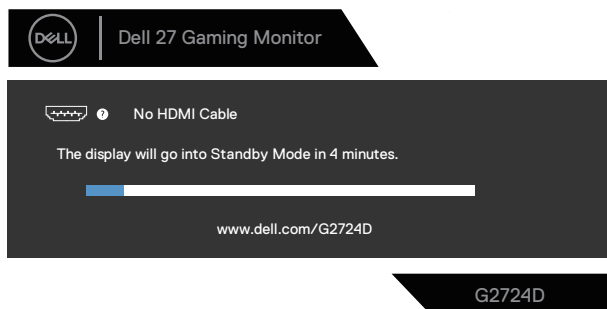 DELL
Dell 27 Gaming Monitor
? No HDMI Cable
The display will go into Standby Mode in 4 minutes.
www.dell.com/G2724D
G2724D